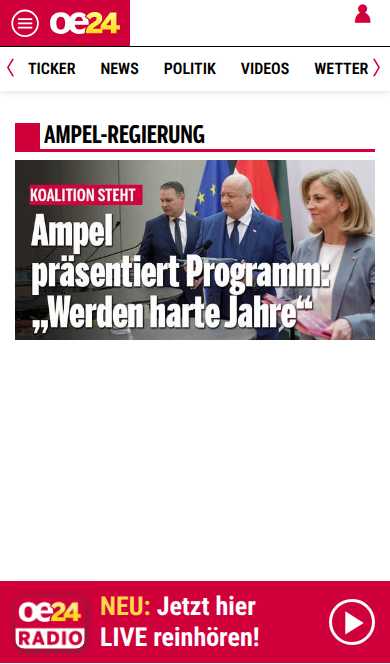 oe24
TICKER NEWS POLITIK VIDEOS WETTER
AMPEL-REGIERUNG
KOALITION STEHT
Ampel
präsentiert Programm:
„Werden harte Jahre“
oe24
RADIO
NEU: Jetzt hier
LIVE reinhören!